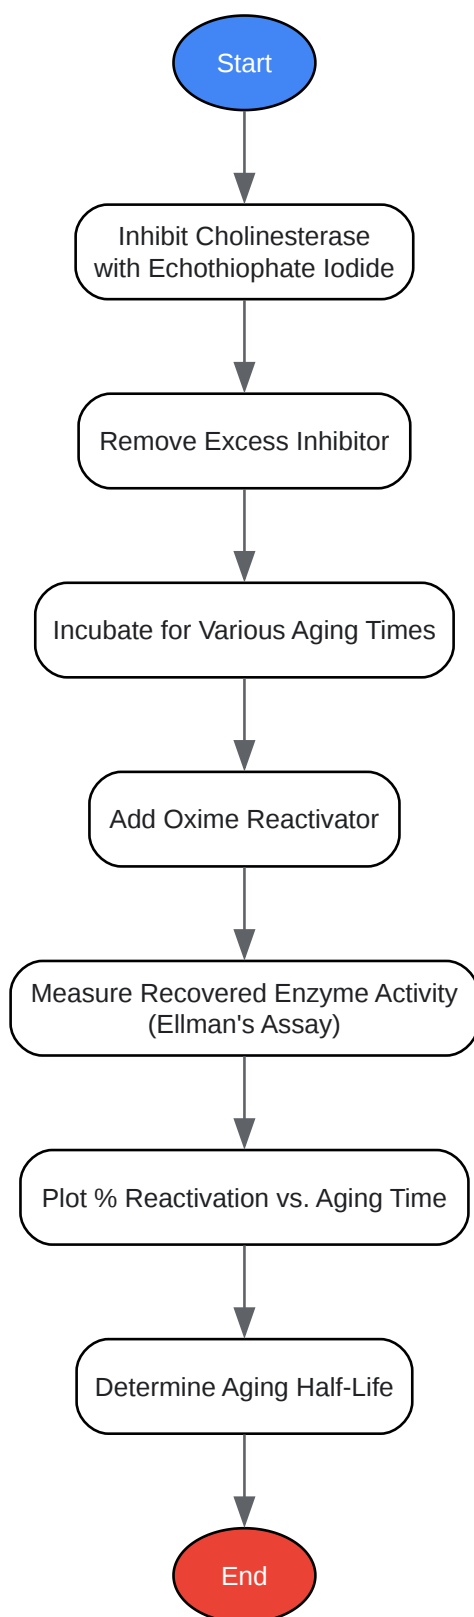 Start
Inhibit Cholinesterase
with Echothiophate Iodide
Remove Excess Inhibitor
Incubate for Various Aging Times
Add Oxime Reactivator
Measure Recovered Enzyme Activity
(Ellman's Assay)
Plot % Reactivation vs. Aging Time
Determine Aging Half-Life
End